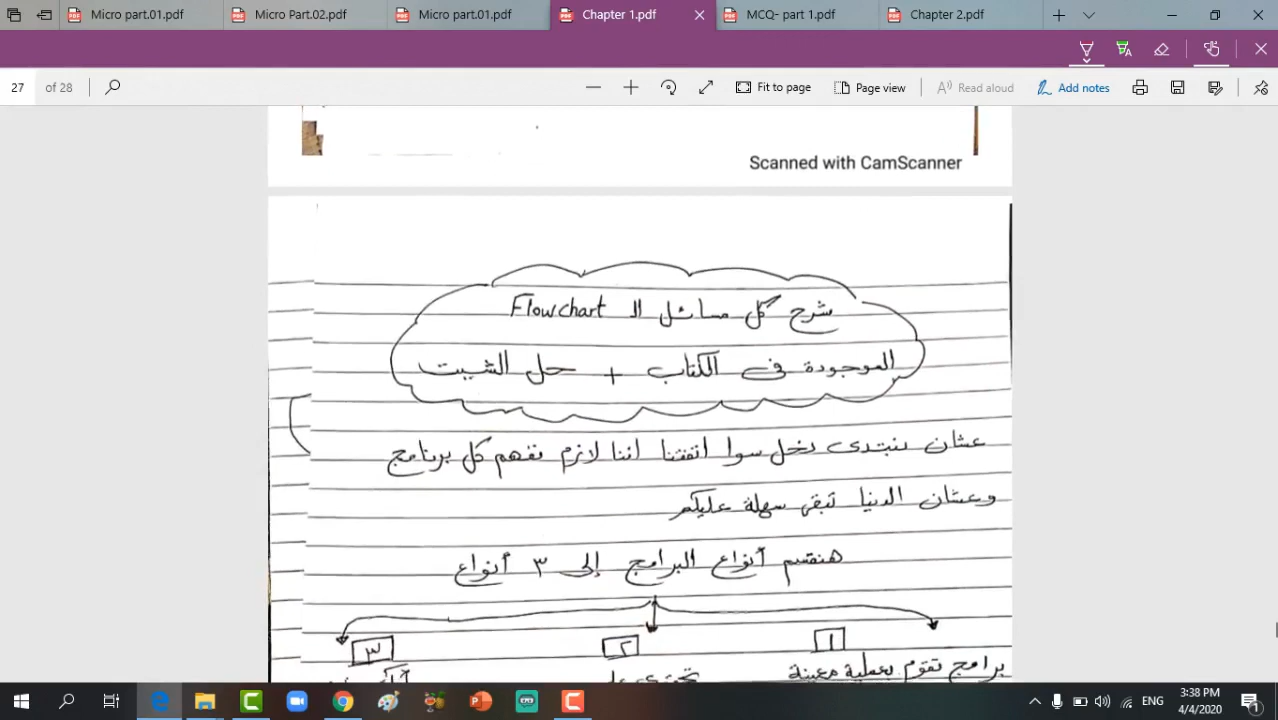 Micro part.01.pdf
Micro Part.02.pdf
Micro part.01.pdf
Chapter 1.pdf
MCQ- part 1.pdf
Chapter 2.pdf
27 of 28
Fit to page
Page view
Read aloud
Add notes
Scanned with CamScanner
شرح كل مسائل ال Flowchart
الموجودة فى الكتاب + حل الشيت
عشان نبتدى نحل سوا اتفقنا اننا لازم نفهم كل برنامج
وعشان الدنيا تبقى سهلة عليكم
هنقسم أنواع البرامج إلى ٣ أنواع
١
٢
٣
برامج تقوم بعملية معينة
ENG
3:38 PM
4/4/2020